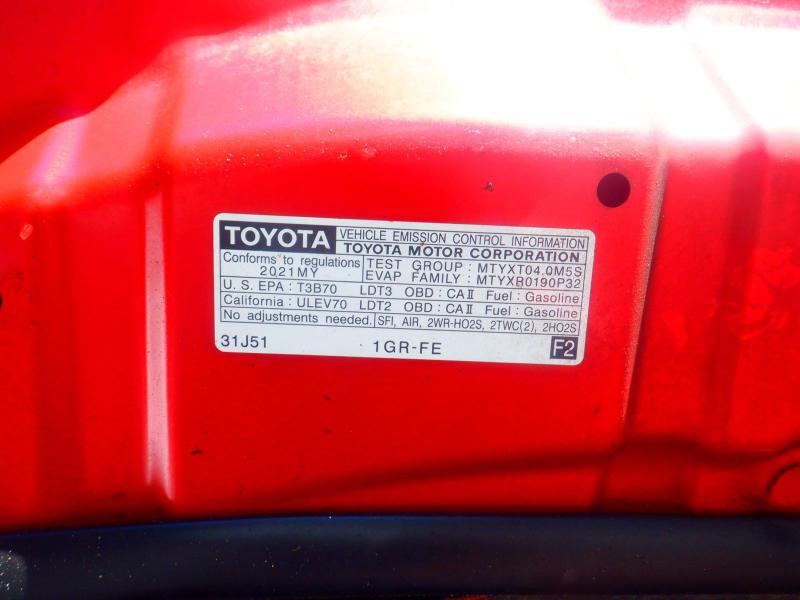 TOYOTA VEHICLE EMISSION CONTROL INFORMATION
TOYOTA MOTOR CORPORATION
Conforms to regulations
2021MY
TEST GROUP : MTYXT04.0M5S
EVAP FAMILY : MTYXR0190P32
U. S. EPA : T3B70 LDT3 OBD : CAII Fuel : Gasoline
California : ULEV70 LDT2 OBD : CAII Fuel : Gasoline
No adjustments needed. SFI, AIR, 2WR-HO2S, 2TWC(2), 2HO2S
31J51 1GR-FE F2